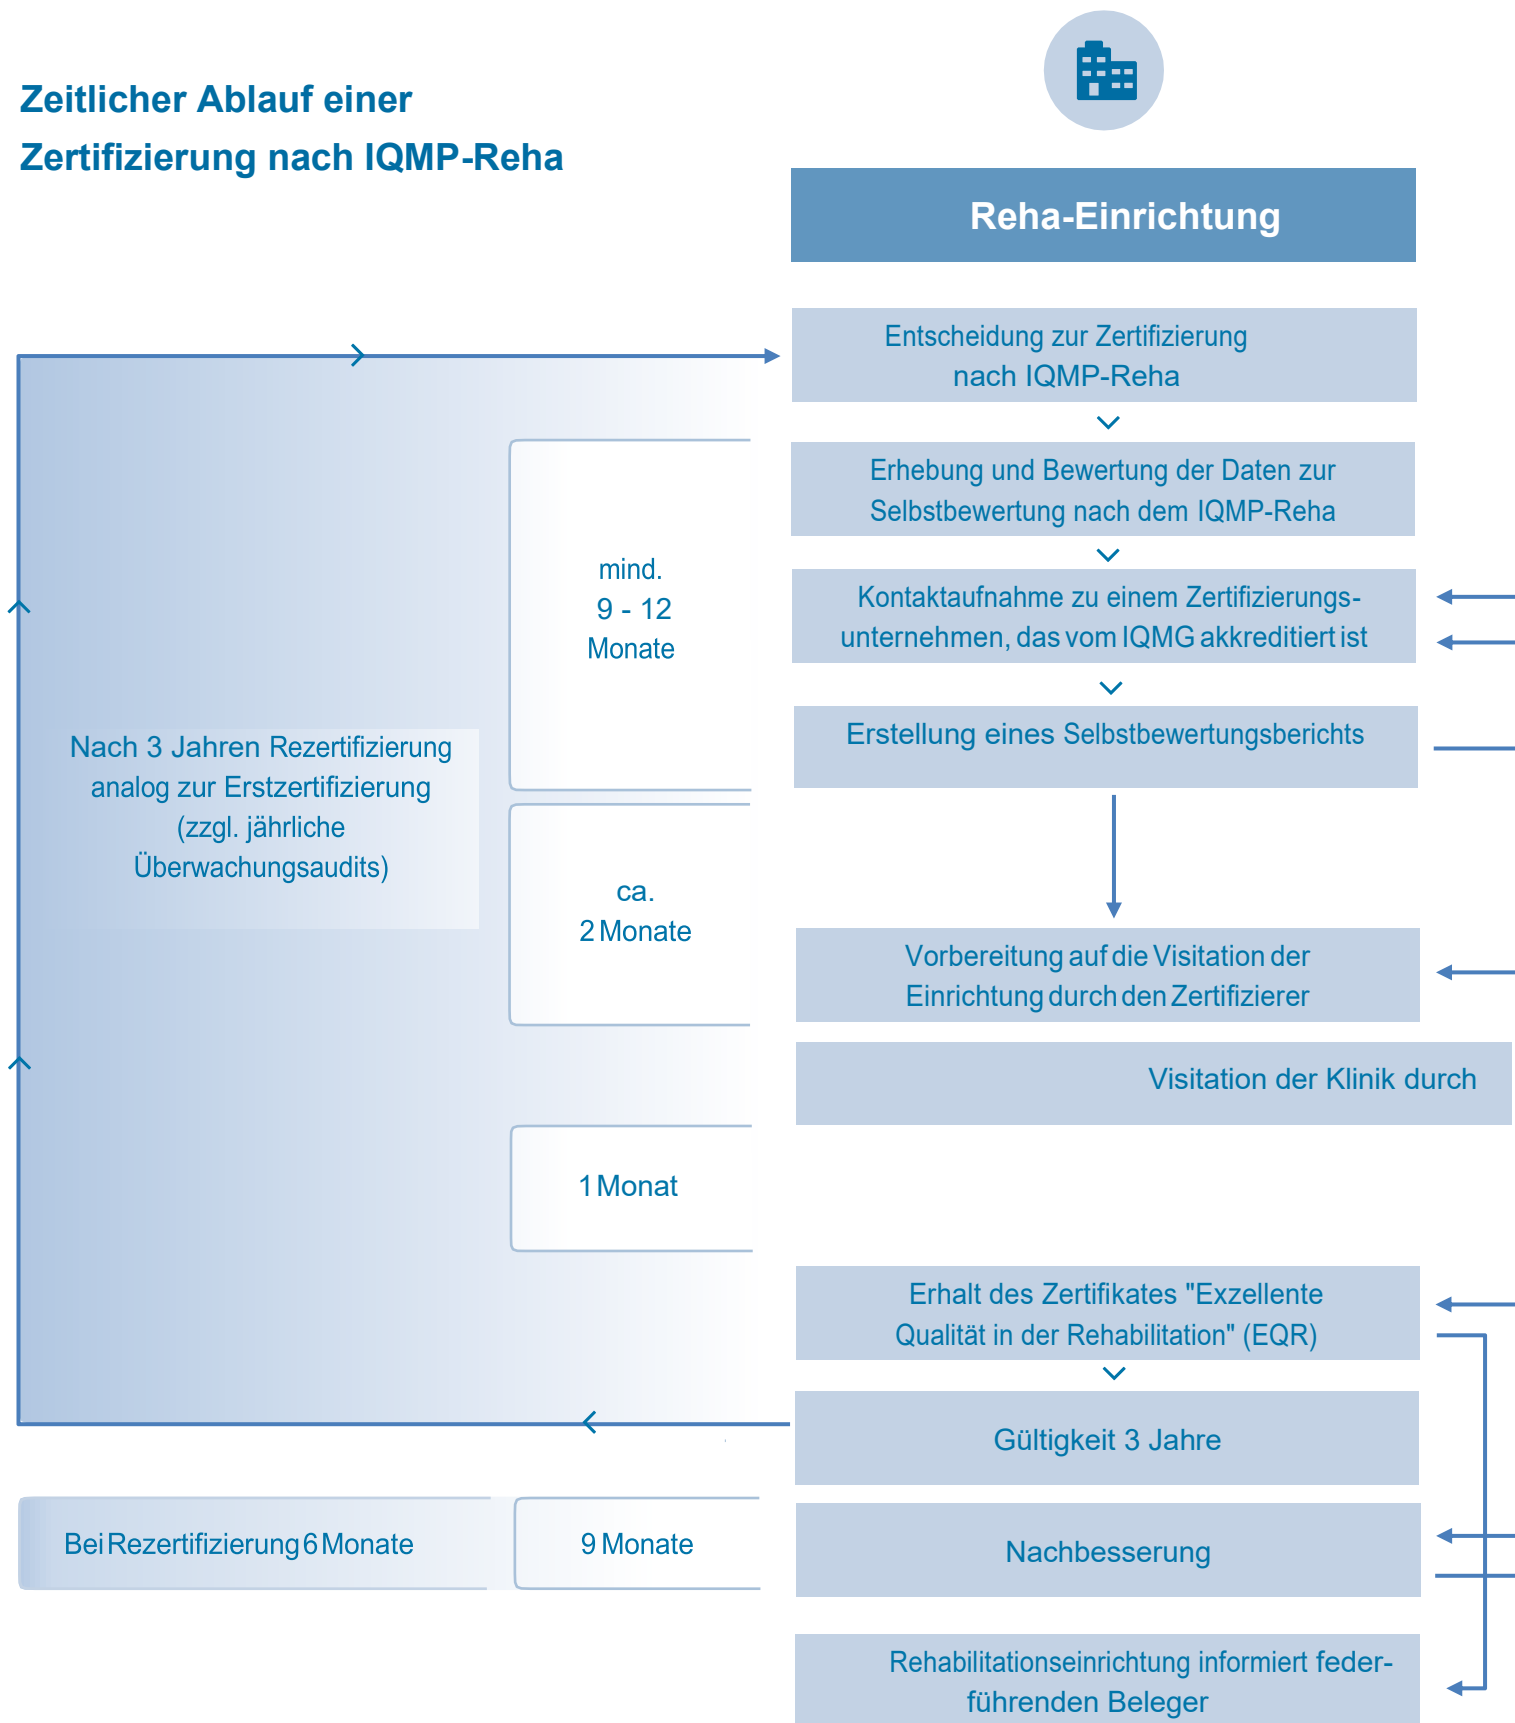 Zeitlicher Ablauf einer
Zertifizierung nach IQMP-Reha
Reha-Einrichtung
Entscheidung zur Zertifizierung
nach IQMP-Reha
Erhebung und Bewertung der Daten zur
Selbstbewertung nach dem IQMP-Reha
mind.
9 - 12
Monate
Kontaktaufnahme zu einem Zertifizierungs-
unternehmen, das vom IQMG akkreditiert ist
Erstellung eines Selbstbewertungsberichts
Nach 3 Jahren Rezertifizierung
analog zur Erstzertifizierung
(zzgl. jährliche
Überwachungsaudits)
ca.
2 Monate
Vorbereitung auf die Visitation der
Einrichtung durch den Zertifizierer
Visitation der Klinik durch
1 Monat
Erhalt des Zertifikates "Exzellente
Qualität in der Rehabilitation" (EQR)
Gültigkeit 3 Jahre
Bei Rezertifizierung 6 Monate
9 Monate
Nachbesserung
Rehabilitationseinrichtung informiert feder-
führenden Beleger